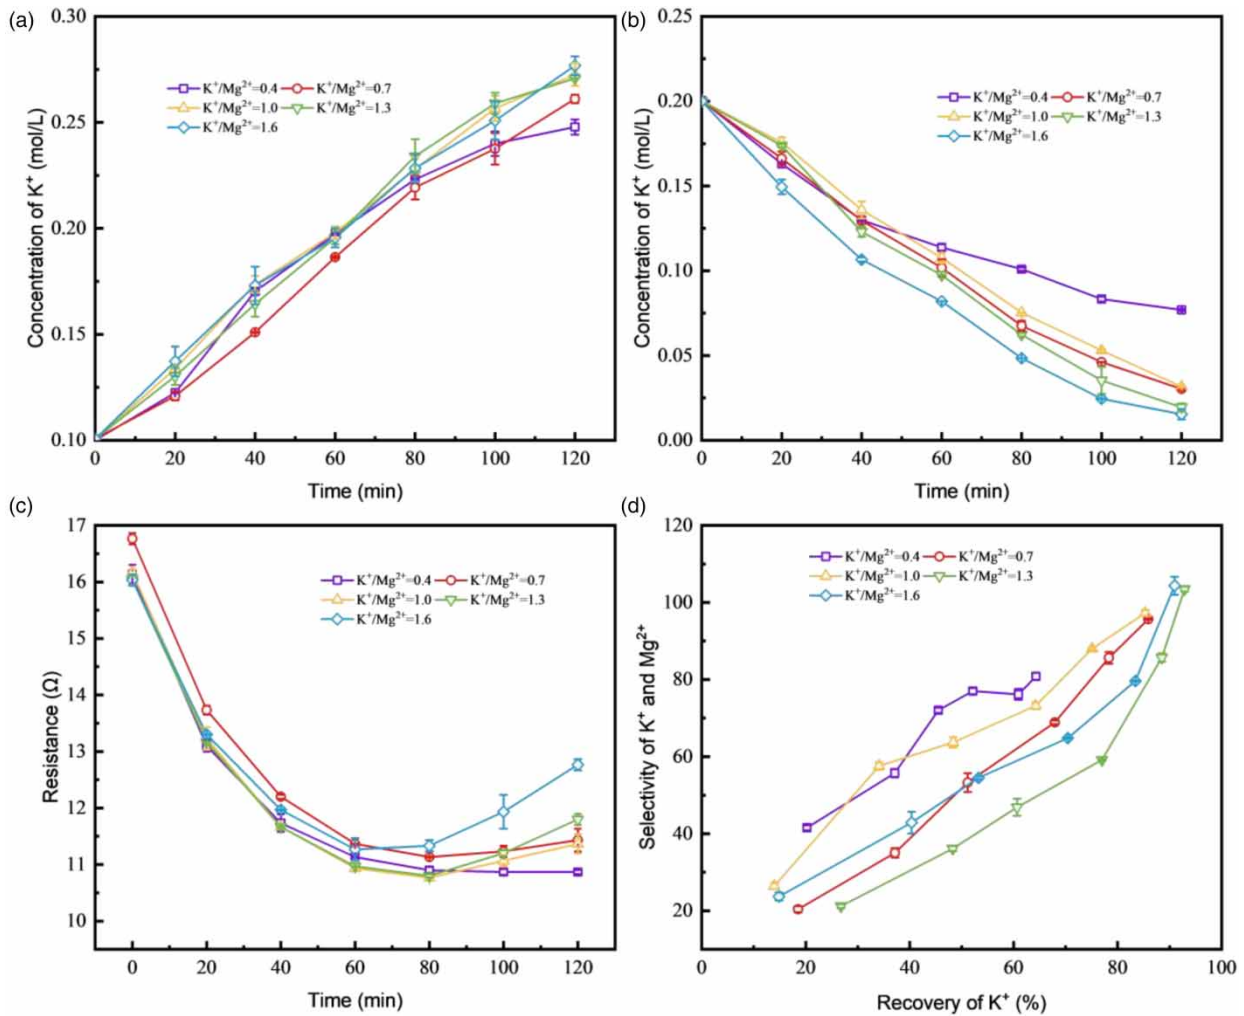 (a)
0.30
0.25
0.20
0.15
0.10
Concentration of K⁺ (mol/L)
K⁺/Mg²⁺=0.4 K⁺/Mg²⁺=0.7
K⁺/Mg²⁺=1.0 K⁺/Mg²⁺=1.3
K⁺/Mg²⁺=1.6
0 20 40 60 80 100 120
Time (min)
(b)
0.25
0.20
0.15
0.10
0.05
0.00
Concentration of K⁺ (mol/L)
K⁺/Mg²⁺=0.4 K⁺/Mg²⁺=0.7
K⁺/Mg²⁺=1.0 K⁺/Mg²⁺=1.3
K⁺/Mg²⁺=1.6
0 20 40 60 80 100 120
Time (min)
(c)
17
16
15
14
13
12
11
10
Resistance (Ω)
K⁺/Mg²⁺=0.4 K⁺/Mg²⁺=0.7
K⁺/Mg²⁺=1.0 K⁺/Mg²⁺=1.3
K⁺/Mg²⁺=1.6
0 20 40 60 80 100 120
Time (min)
(d)
120
100
80
60
40
20
Selectivity of K⁺ and Mg²⁺
K⁺/Mg²⁺=0.4 K⁺/Mg²⁺=0.7
K⁺/Mg²⁺=1.0 K⁺/Mg²⁺=1.3
K⁺/Mg²⁺=1.6
0 20 40 60 80 100
Recovery of K⁺ (%)